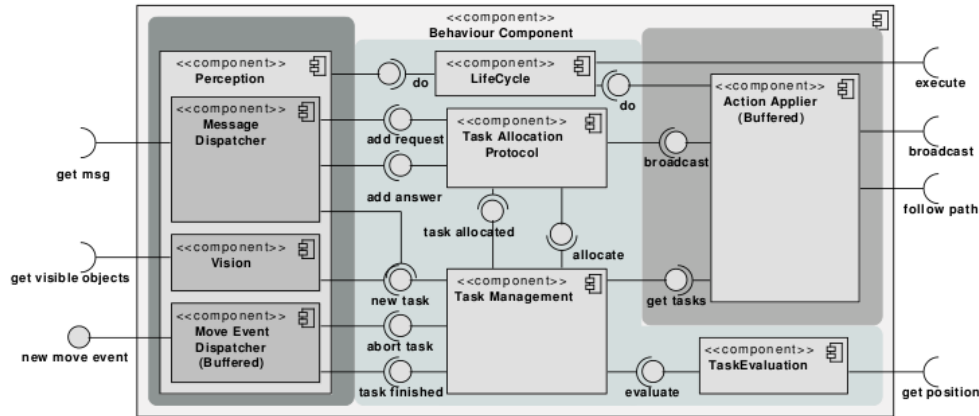 <<component>>
Behaviour Component
<<component>>
Perception
<<component>>
LifeCycle
do
do
execute
<<component>>
Message
Dispatcher
get msg
add request
add answer
<<component>>
Task Allocation
Protocol
broadcast
<<component>>
Action Applier
(Buffered)
broadcast
follow path
task allocated
allocate
<<component>>
Vision
get visible objects
new task
<<component>>
Task Management
get tasks
<<component>>
Move Event
Dispatcher
(Buffered)
new move event
abort task
task finished
evaluate
<<component>>
TaskEvaluation
get position